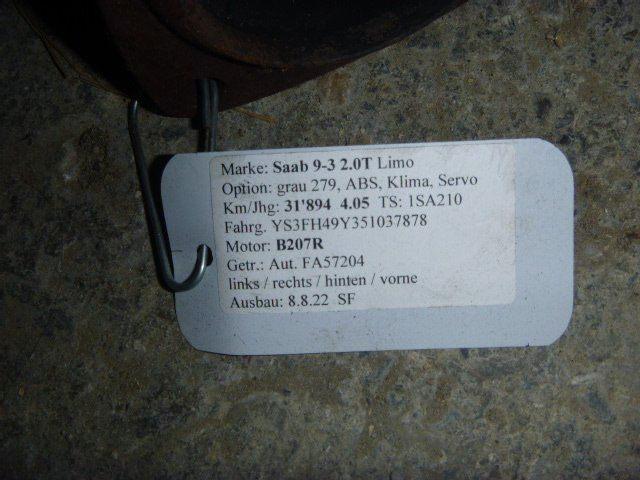 Marke: Saab 9-3 2.0T Limo
Option: grau 279, ABS, Klima, Servo
Km/Jhg: 31'894 4.05 TS: 1SA210
Fahrg. YS3FH49Y351037878
Motor: B207R
Getr.: Aut. FA57204
links / rechts / hinten / vorne
Ausbau: 8.8.22 SF